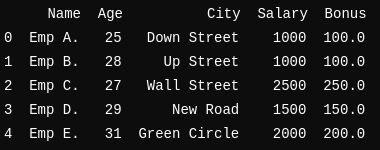 Name Age City Salary Bonus
0 Emp A. 25 Down Street 1000 100.0
1 Emp B. 28 Up Street 1000 100.0
2 Emp C. 27 Wall Street 2500 250.0
3 Emp D. 29 New Road 1500 150.0
4 Emp E. 31 Green Circle 2000 200.0